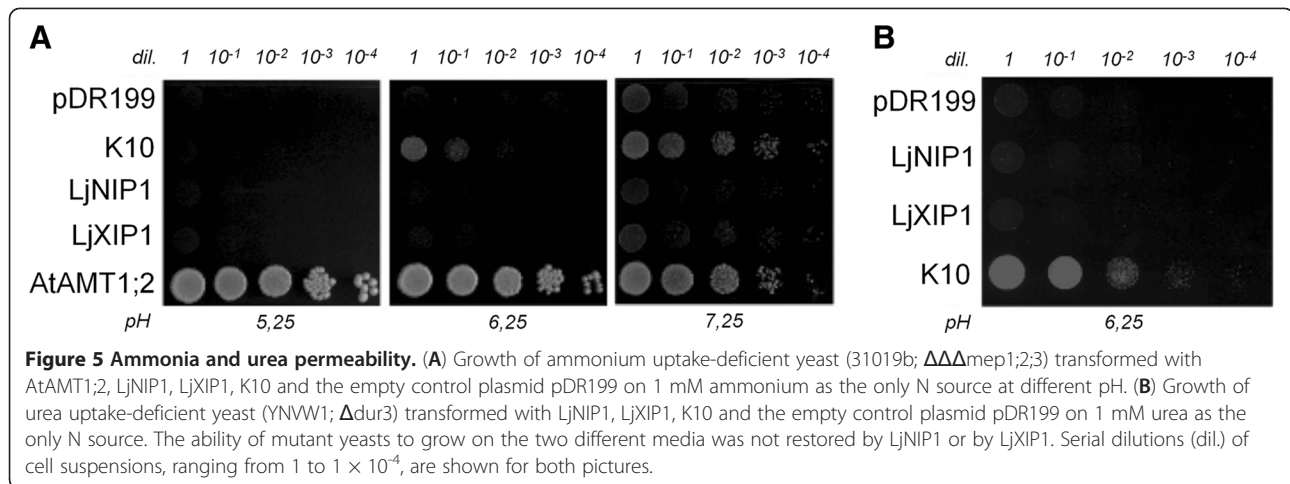 A
B
dil. 1 10⁻¹ 10⁻² 10⁻³ 10⁻⁴ 1 10⁻¹ 10⁻² 10⁻³ 10⁻⁴ 1 10⁻¹ 10⁻² 10⁻³ 10⁻⁴
pDR199
K10
LjNIP1
LjXIP1
AtAMT1;2
pH 5,25 6,25 7,25
dil. 1 10⁻¹ 10⁻² 10⁻³ 10⁻⁴
pDR199
LjNIP1
LjXIP1
K10
pH 6,25
Figure 5 Ammonia and urea permeability. (A) Growth of ammonium uptake-deficient yeast (31019b; ΔΔΔmep1;2;3) transformed with
AtAMT1;2, LjNIP1, LjXIP1, K10 and the empty control plasmid pDR199 on 1 mM ammonium as the only N source at different pH. (B) Growth of
urea uptake-deficient yeast (YNVW1; Δdur3) transformed with LjNIP1, LjXIP1, K10 and the empty control plasmid pDR199 on 1 mM urea as the
only N source. The ability of mutant yeasts to grow on the two different media was not restored by LjNIP1 or by LjXIP1. Serial dilutions (dil.) of
cell suspensions, ranging from 1 to 1 × 10⁻⁴, are shown for both pictures.